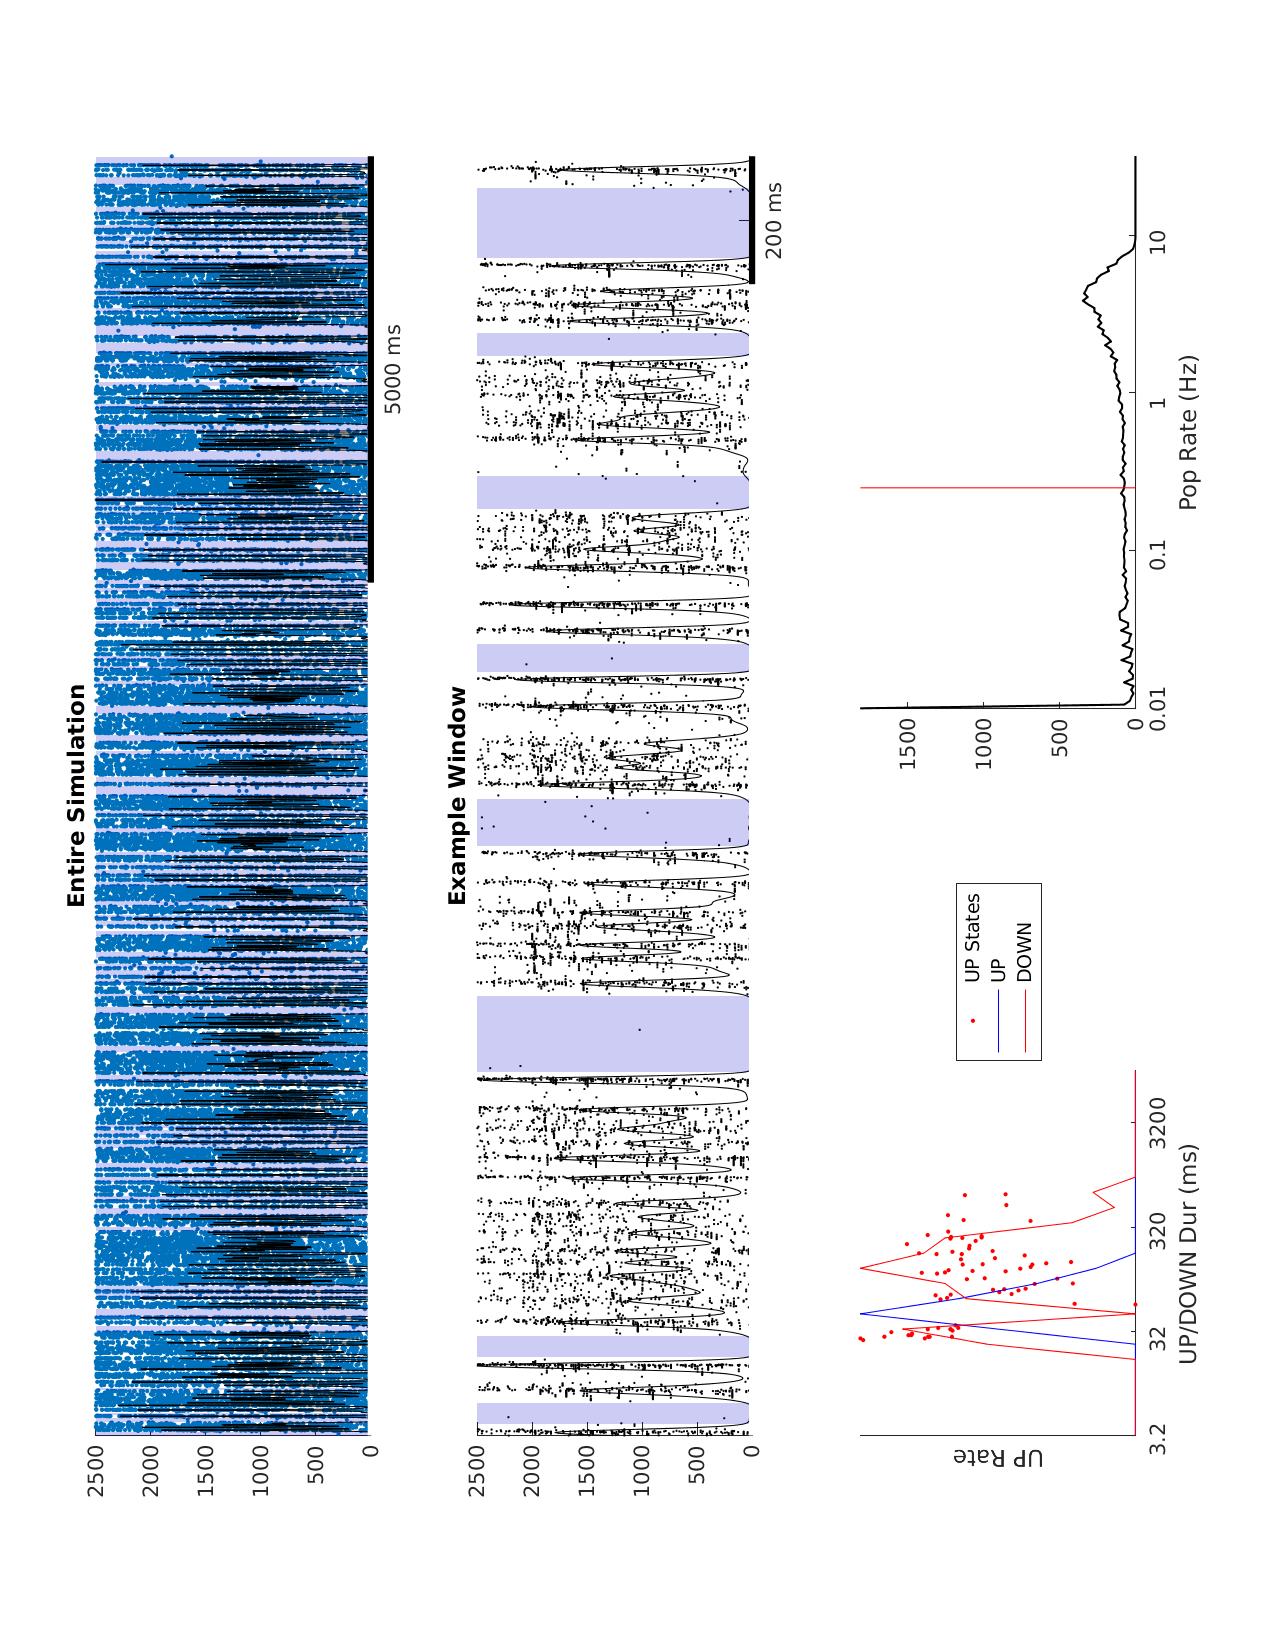 Entire Simulation
2500
2000
1500
1000
500
0
5000 ms
Example Window
2500
2000
1500
1000
500
0
200 ms
UP Rate
3.2 32 320 3200
UP/DOWN Dur (ms)
UP States
UP
DOWN
1500
1000
500
0
0.01 0.1 1 10
Pop Rate (Hz)